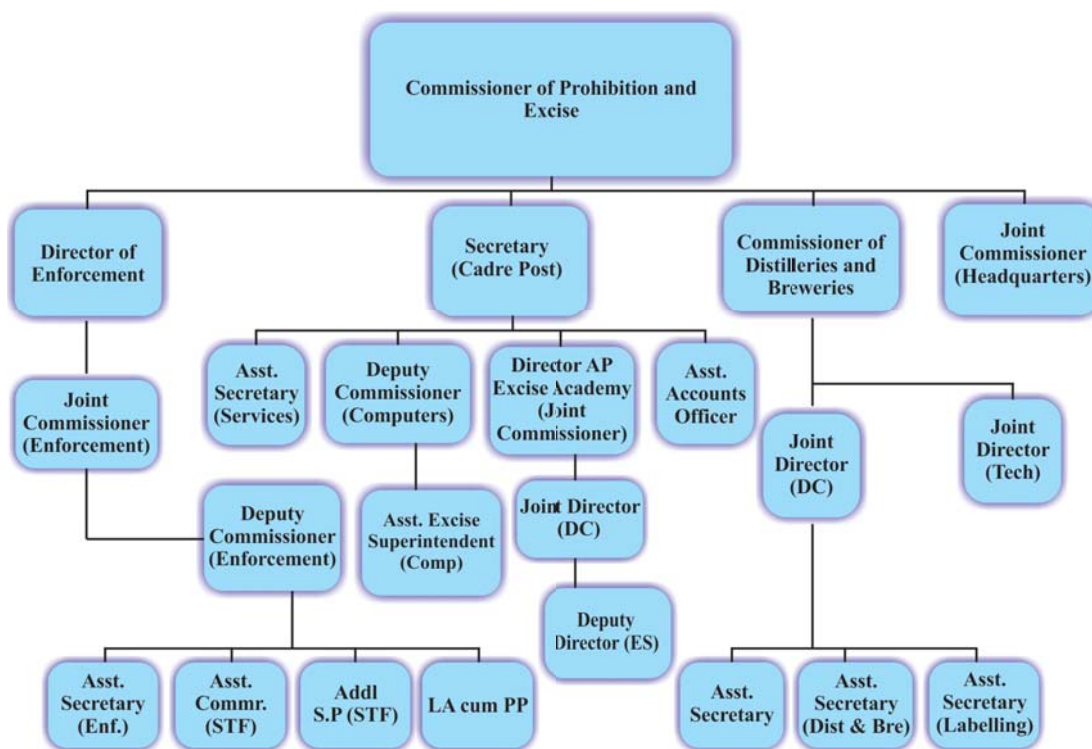 Commissioner of Prohibition and
Excise
Director of
Enforcement
Secretary
(Cadre Post)
Commissioner of
Distilleries and
Breweries
Joint
Commissioner
(Headquarters)
Asst.
Secretary
(Services)
Deputy
Commissioner
(Computers)
Director AP
Excise Academy
(Joint
Commissioner)
Asst.
Accounts
Officer
Joint
Commissioner
(Enforcement)
Joint
Director
(DC)
Joint
Director
(Tech)
Deputy
Commissioner
(Enforcement)
Asst. Excise
Superintendent
(Comp)
Joint Director
(DC)
Deputy
Director (ES)
Asst.
Secretary
(Enf.)
Asst.
Commr.
(STF)
Addl
S.P (STF)
LA cum PP
Asst.
Secretary
Asst.
Secretary
(Dist & Bre)
Asst.
Secretary
(Labelling)